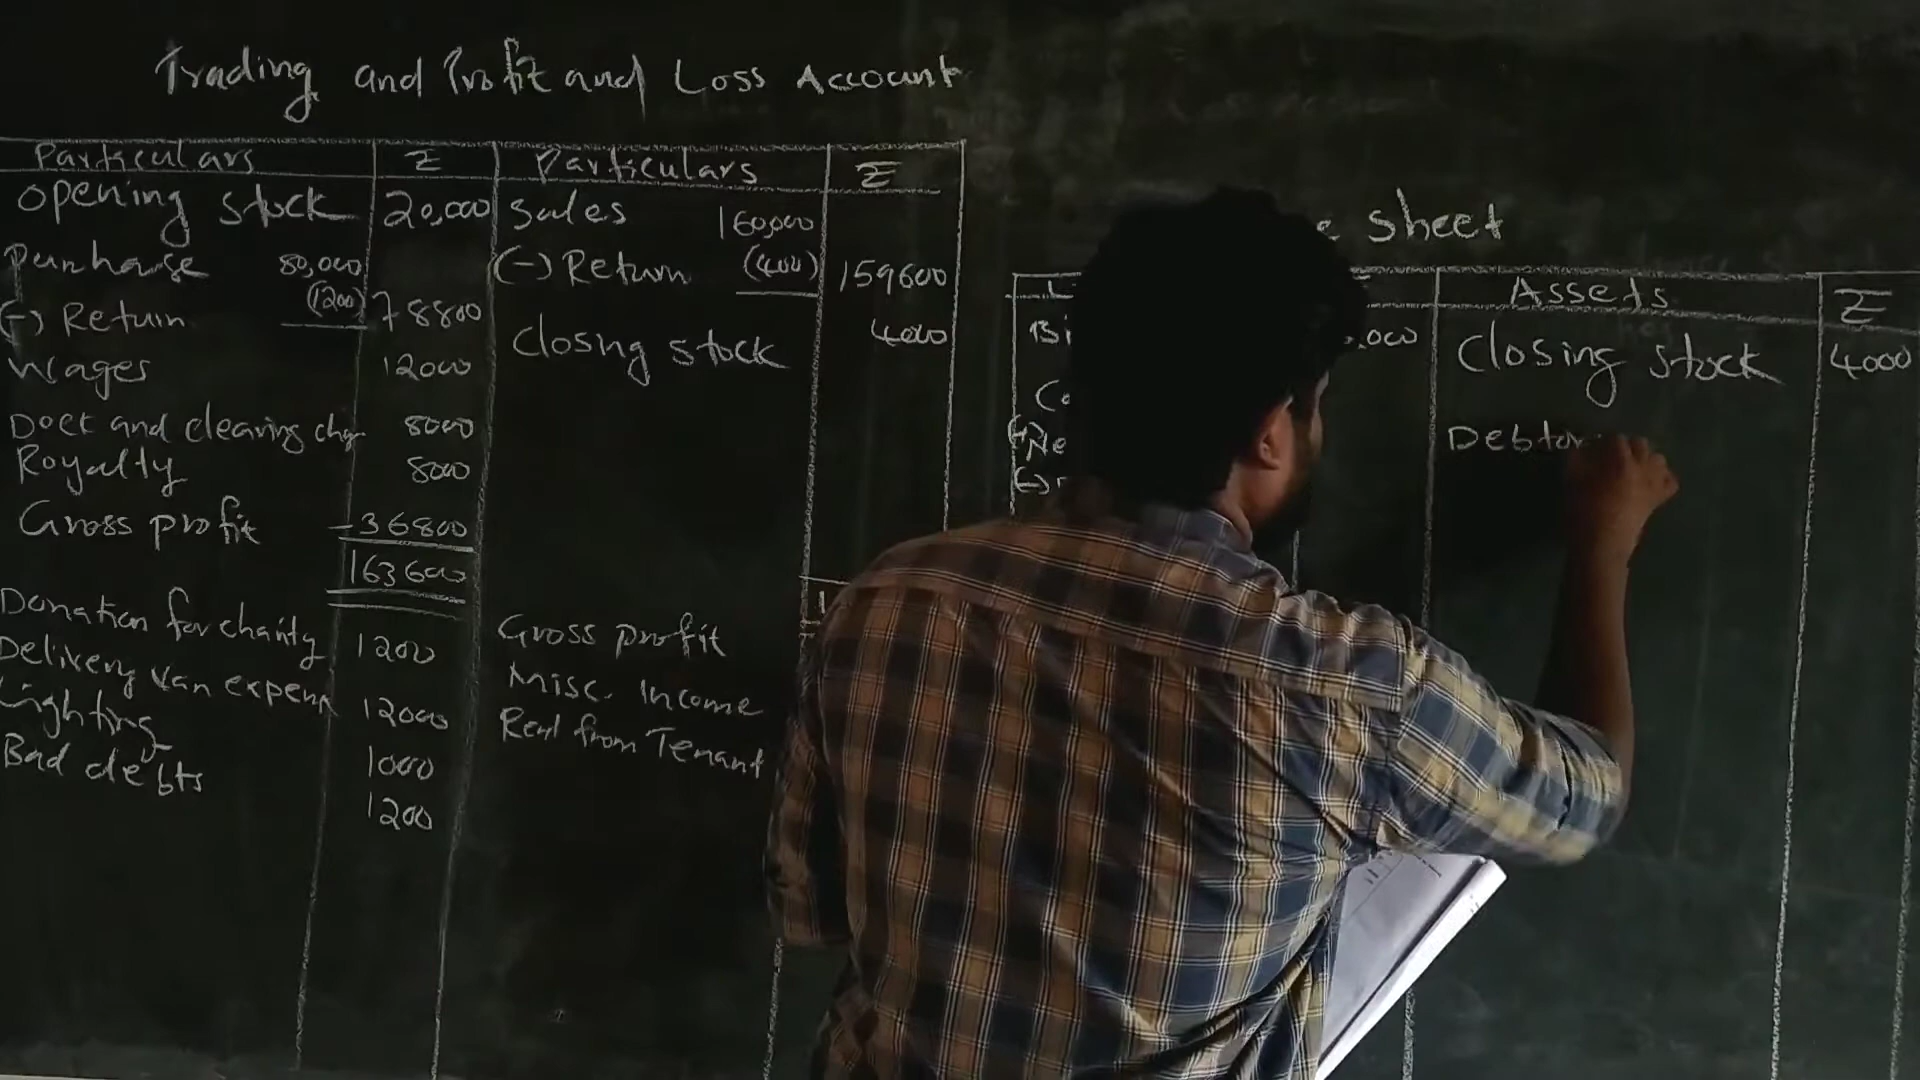 Trading and Profit and Loss Account
Particulars ₹ Particulars ₹
Opening stock 20,000 Sales 160,000
Purchase 80,000 (-) Return (400) 159600
(-) Return (1200) 78800
Closing stock 4000
Wages 12000
Dock and clearing chgr 8000
Royalty 8000
Gross profit 36800
163600
Donation for charity 1200
Delivery van expens 12000
Lighting 1000
Bad debts 1200
Gross profit
Misc. Income
Rent from Tenant
Sheet
Assets ₹
Closing stock 4000
Debtor